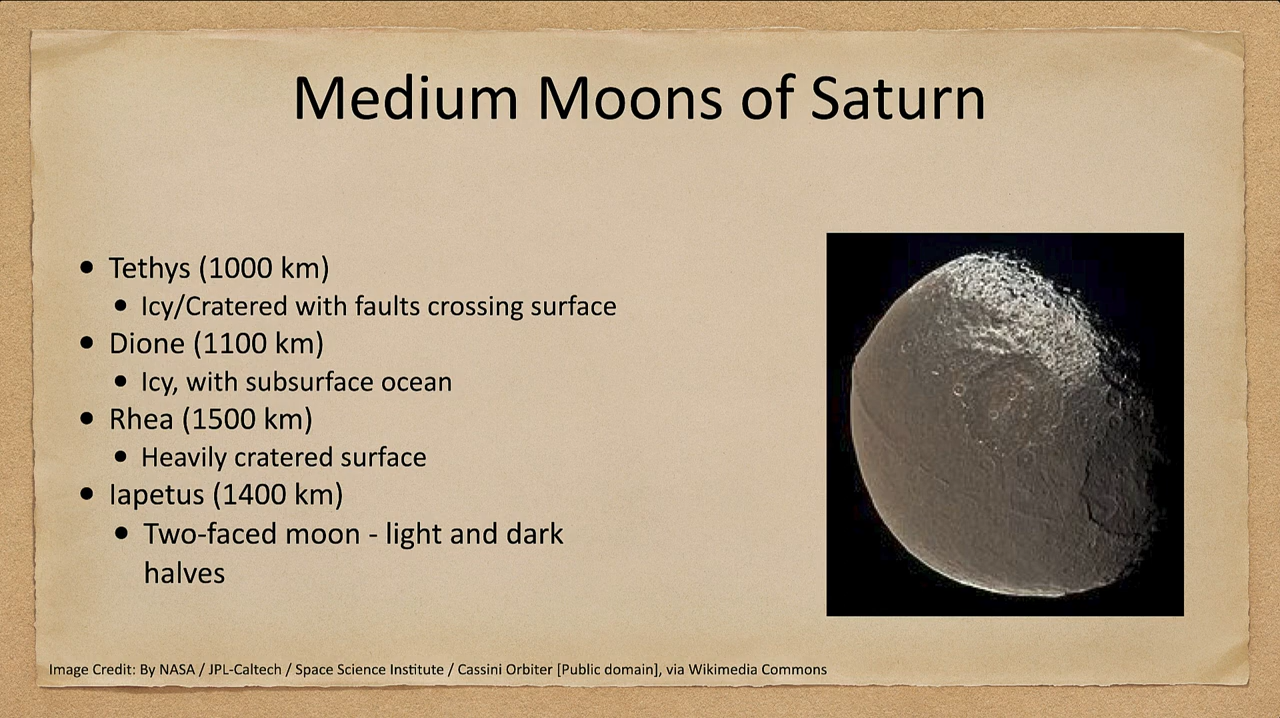 Medium Moons of Saturn
• Tethys (1000 km)
• Icy/Cratered with faults crossing surface
• Dione (1100 km)
• Icy, with subsurface ocean
• Rhea (1500 km)
• Heavily cratered surface
• Iapetus (1400 km)
• Two-faced moon - light and dark
halves
Image Credit: By NASA / JPL-Caltech / Space Science Institute / Cassini Orbiter [Public domain], via Wikimedia Commons